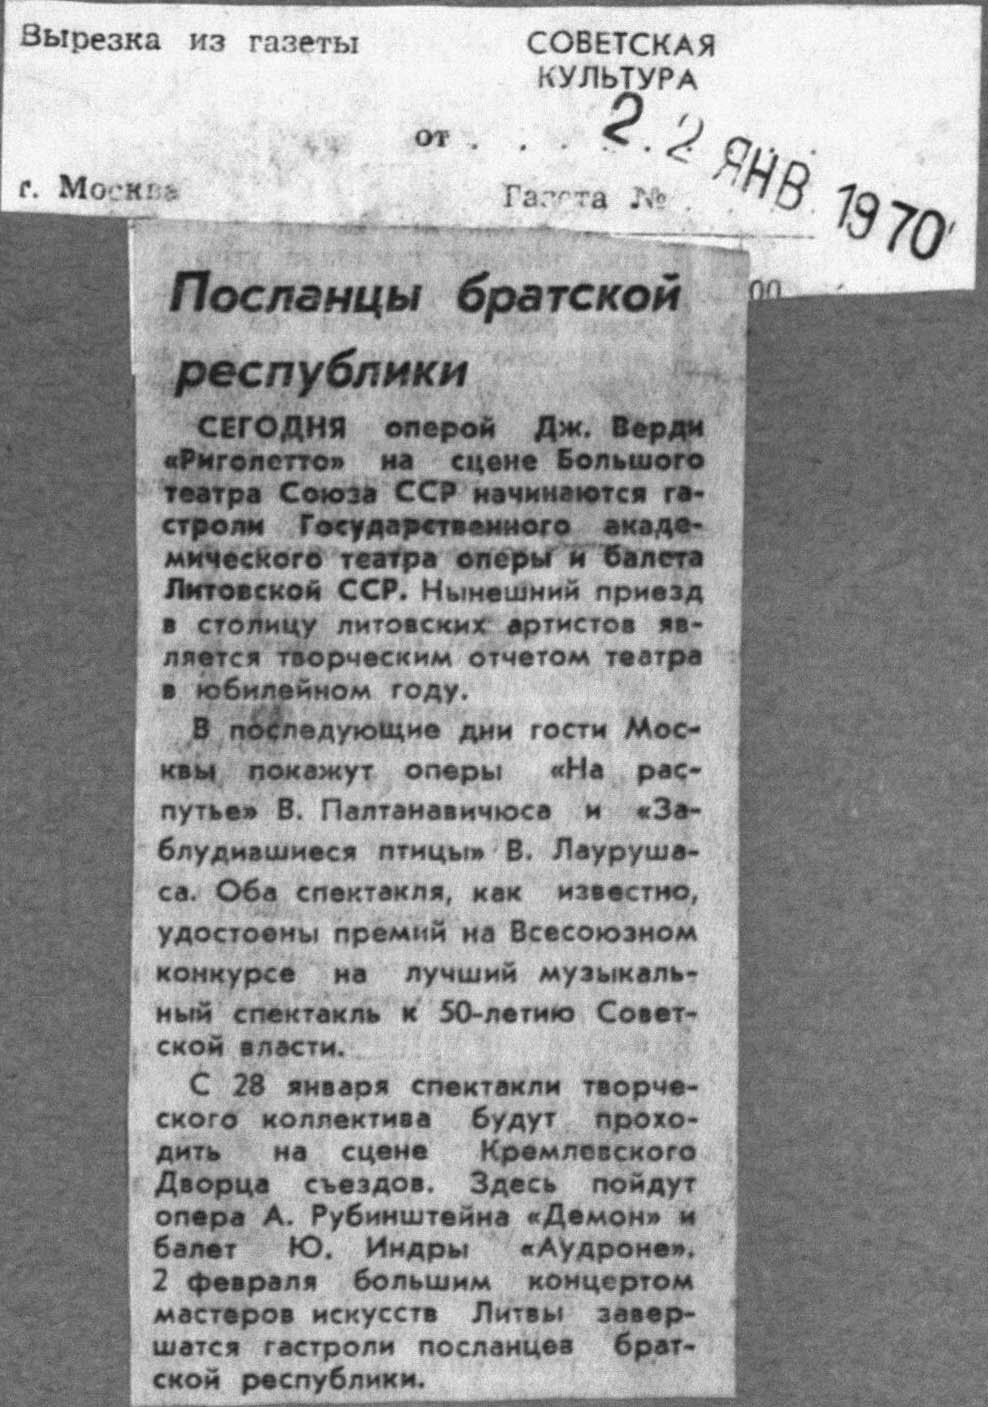 Вырезка из газеты
СОВЕТСКАЯ
КУЛЬТУРА
от . . . . .
22 ЯНВ 1970
г. Москва
Газета № . . . .
Посланцы братской
республики
СЕГОДНЯ оперой Дж. Верди
«Риголетто» на сцене Большого
театра Союза ССР начинаются га-
строли Государственного акаде-
мического театра оперы и балета
Литовской ССР. Нынешний приезд
в столицу литовских артистов яв-
ляется творческим отчетом театра
в юбилейном году.
В последующие дни гости Мос-
квы покажут оперы «На рас-
путье» В. Палтанавичюса и «За-
блудившиеся птицы» В. Лауруша-
са. Оба спектакля, как известно,
удостоены премий на Всесоюзном
конкурсе на лучший музыкаль-
ный спектакль к 50-летию Совет-
ской власти.
С 28 января спектакли творче-
ского коллектива будут прохо-
дить на сцене Кремлевского
Дворца съездов. Здесь пойдут
опера А. Рубинштейна «Демон» и
балет Ю. Индры «Аудроне».
2 февраля большим концертом
мастеров искусств Литвы завер-
шатся гастроли посланцев брат-
ской республики.